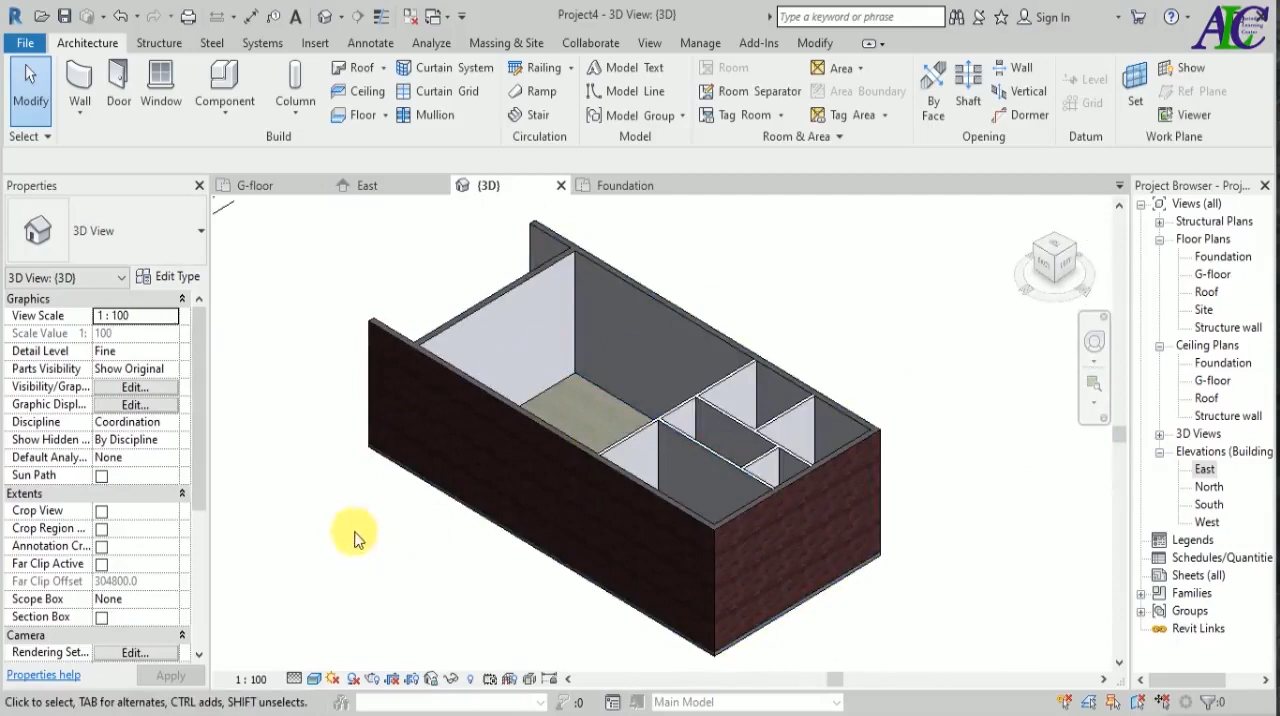 Project4 - 3D View: {3D}
Type a keyword or phrase
Sign In
ALC
File Architecture Structure Steel Systems Insert Annotate Analyze Massing & Site Collaborate View Manage Add-Ins Modify
Modify
Wall
Door
Window
Component
Column
Roof
Ceiling
Floor
Curtain System
Curtain Grid
Mullion
Railing
Ramp
Stair
Model Text
Model Line
Model Group
Room
Room Separator
Tag Room
Area
Area Boundary
Tag Area
By
Face
Shaft
Wall
Vertical
Dormer
Level
Grid
Set
Show
Ref Plane
Viewer
Select
Build
Circulation
Model
Room & Area
Opening
Datum
Work Plane
Properties
G-floor
East
{3D}
Foundation
Project Browser - Proj...
3D View
3D View: {3D}
Edit Type
Graphics
View Scale 1 : 100
Scale Value 1: 100
Detail Level Fine
Parts Visibility Show Original
Visibility/Grap... Edit...
Graphic Displ... Edit...
Discipline Coordination
Show Hidden ... By Discipline
Default Analy... None
Sun Path
Extents
Crop View
Crop Region ...
Annotation Cr...
Far Clip Active
Far Clip Offset 304800.0
Scope Box None
Section Box
Camera
Rendering Set... Edit...
Properties help
Apply
Views (all)
Structural Plans
Floor Plans
Foundation
G-floor
Roof
Site
Structure wall
Ceiling Plans
Foundation
G-floor
Roof
Structure wall
3D Views
Elevations (Building
East
North
South
West
Legends
Schedules/Quantitie
Sheets (all)
Families
Groups
Revit Links
1 : 100
Click to select, TAB for alternates, CTRL adds, SHIFT unselects.
:0
Main Model
:0